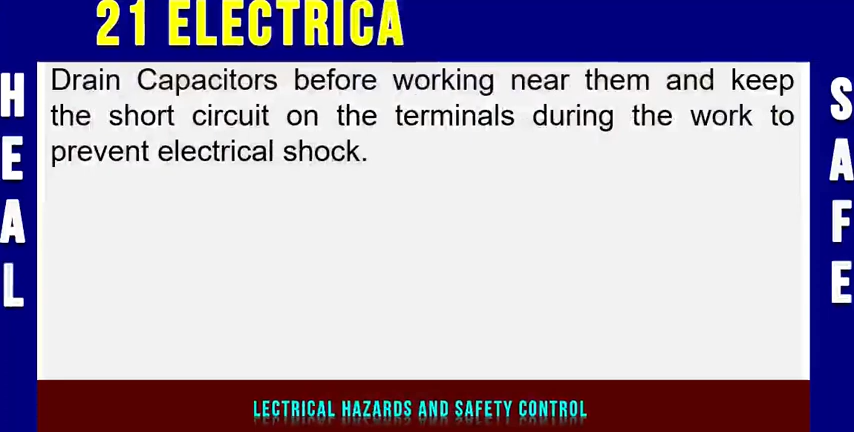 21 ELECTRICA
HEAL
Drain Capacitors before working near them and keep
the short circuit on the terminals during the work to
prevent electrical shock.
SAFE
LECTRICAL HAZARDS AND SAFETY CONTROL